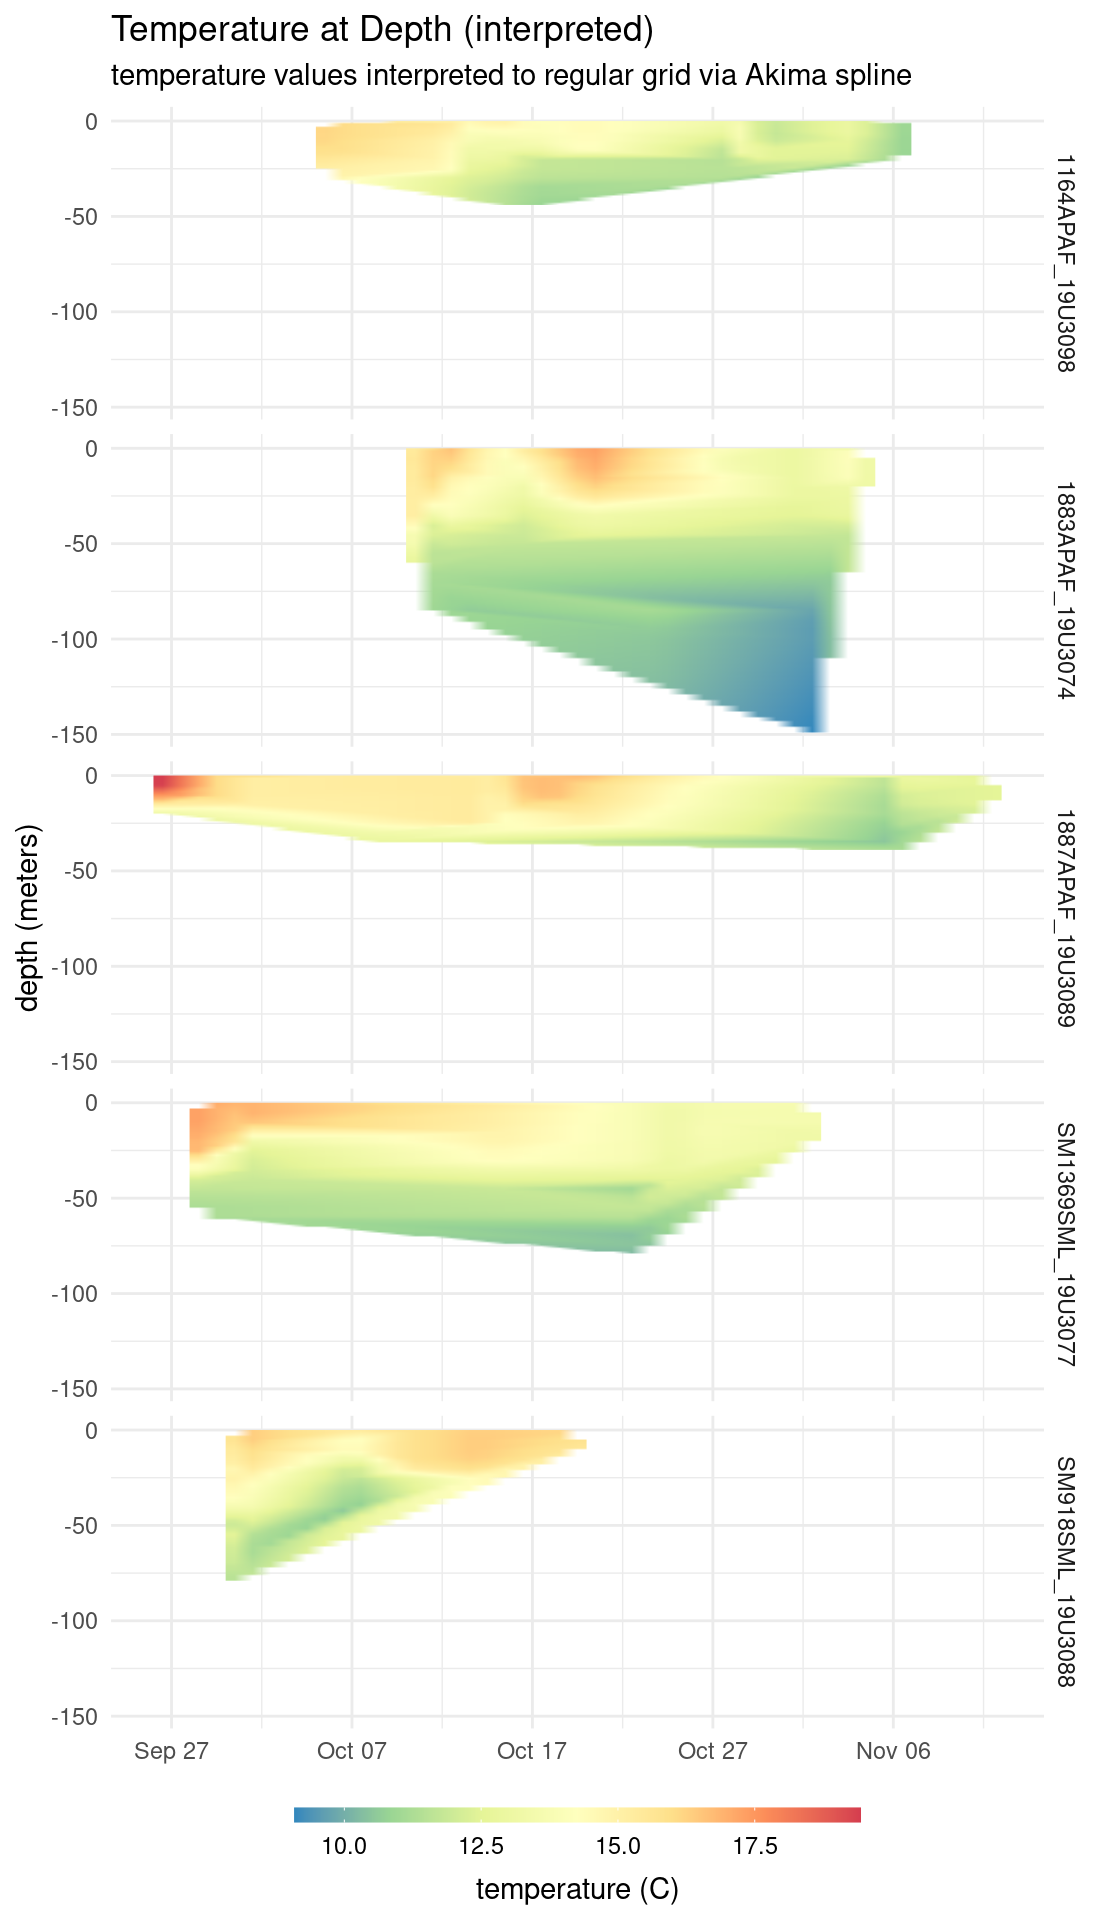 Temperature at Depth (interpreted)
temperature values interpreted to regular grid via Akima spline
0
-50
-100
-150
1164APAF_19U3098
0
-50
-100
-150
1883APAF_19U3074
depth (meters)
0
-50
-100
-150
1887APAF_19U3089
0
-50
-100
-150
SM1369SML_19U3077
0
-50
-100
-150
SM918SML_19U3088
Sep 27 Oct 07 Oct 17 Oct 27 Nov 06
10.0 12.5 15.0 17.5
temperature (C)